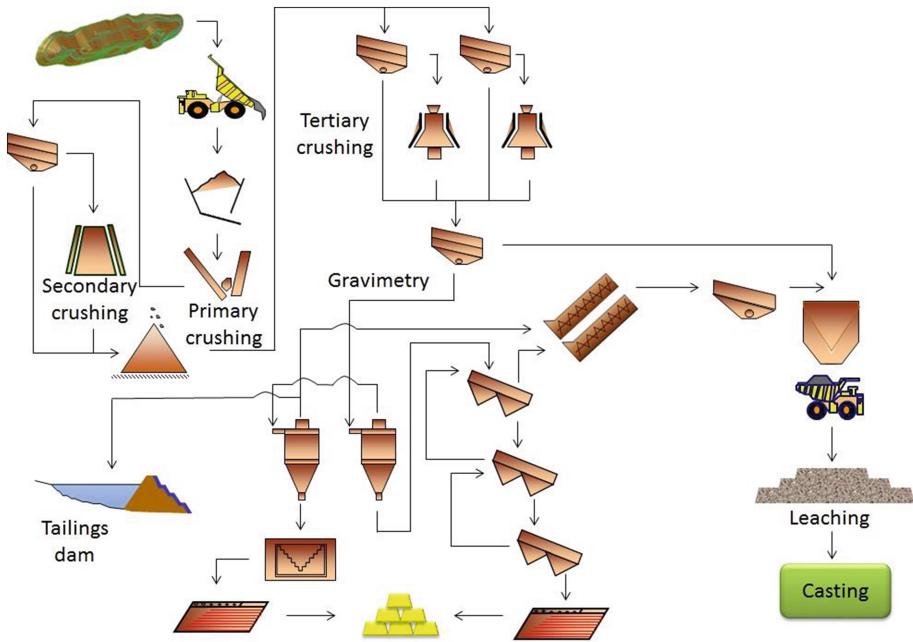 Tertiary
crushing
Secondary
crushing
Primary
crushing
Gravimetry
Tailings
dam
Leaching
Casting